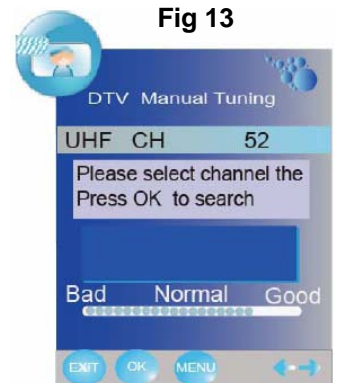 Fig 13
DTV Manual Tuning
UHF CH 52
Please select channel the
Press OK to search
Bad Normal Good
EXIT OK MENU